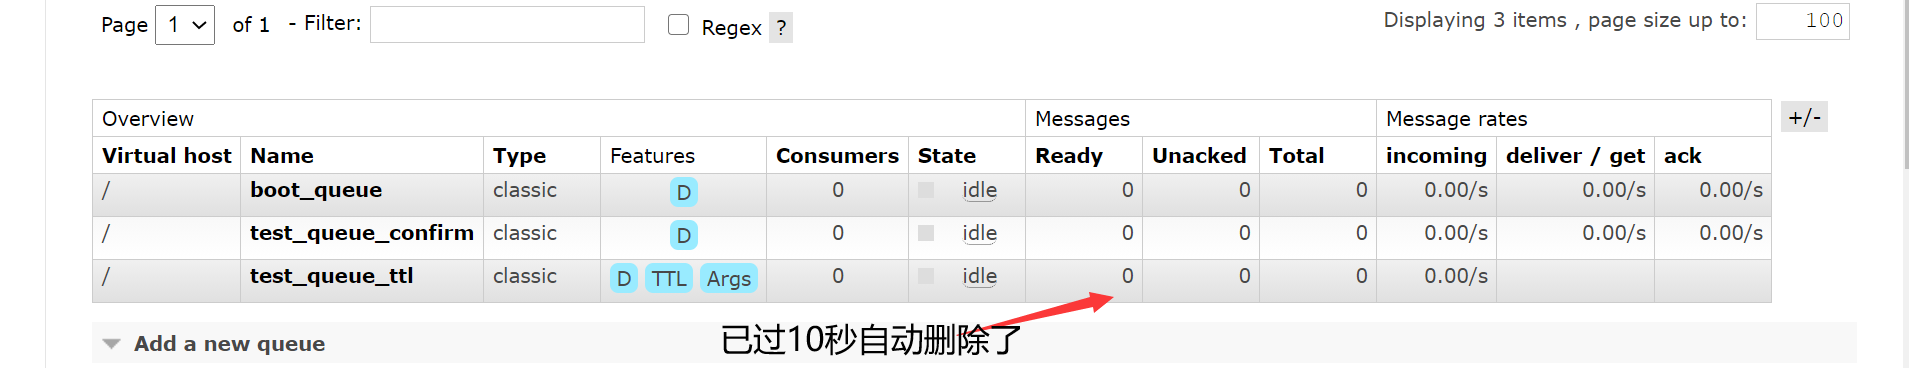 Page 1 of 1 - Filter: Regex ? Displaying 3 items , page size up to: 100
Overview Messages Message rates +/-
Virtual host Name Type Features Consumers State Ready Unacked Total incoming deliver / get ack
/ boot_queue classic D 0 idle 0 0 0 0.00/s 0.00/s 0.00/s
/ test_queue_confirm classic D 0 idle 0 0 0 0.00/s 0.00/s 0.00/s
/ test_queue_ttl classic D TTL Args 0 idle 0 0 0 0.00/s
已过10秒自动删除了
Add a new queue